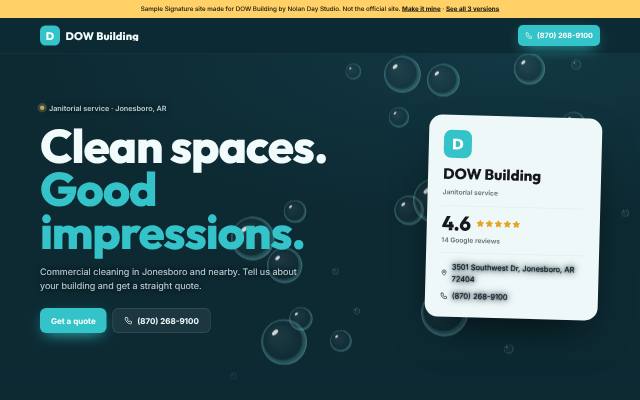 Sample Signature site made for DOW Building by Nolan Day Studio. Not the official site. Make it mine · See all 3 versions
D DOW Building
(870) 268-9100
Janitorial service · Jonesboro, AR
Clean spaces.
Good
impressions.
Commercial cleaning in Jonesboro and nearby. Tell us about
your building and get a straight quote.
Get a quote
(870) 268-9100
D
DOW Building
Janitorial service
4.6
14 Google reviews
3501 Southwest Dr, Jonesboro, AR
72404
(870) 268-9100